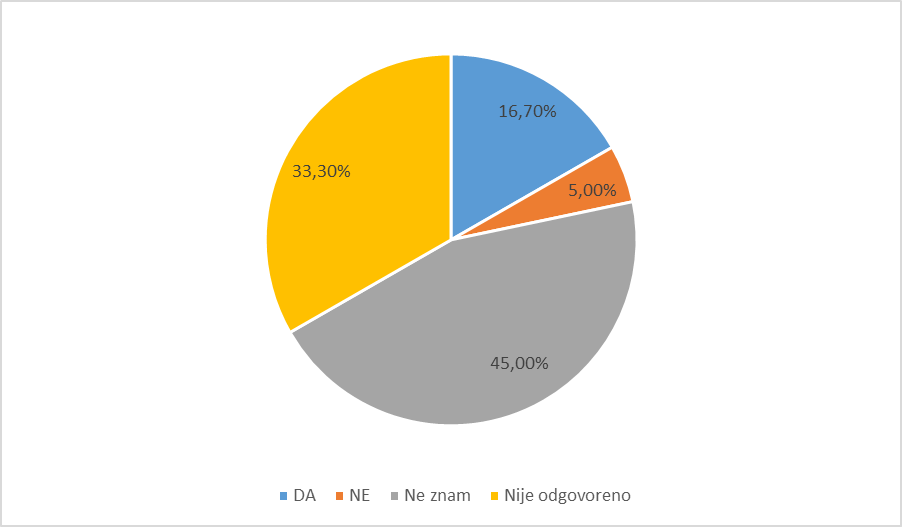 16,70%
33,30%
5,00%
45,00%
DA NE Ne znam Nije odgovoreno